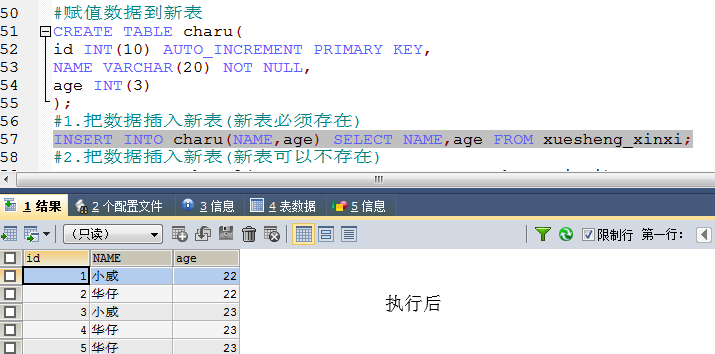 50 #赋值数据到新表
51 CREATE TABLE charu(
52 id INT(10) AUTO_INCREMENT PRIMARY KEY,
53 NAME VARCHAR(20) NOT NULL,
54 age INT(3)
55 );
56 #1.把数据插入新表(新表必须存在)
57 INSERT INTO charu(NAME,age) SELECT NAME,age FROM xuesheng_xinxi;
58 #2.把数据插入新表(新表可以不存在)
1 结果 2 个配置文件 3 信息 4 表数据 5 信息
(只读) 限制行 第一行:
id NAME age
1 小威 22
2 华仔 22
3 小威 23
执行后
4 华仔 23
5 华仔 23